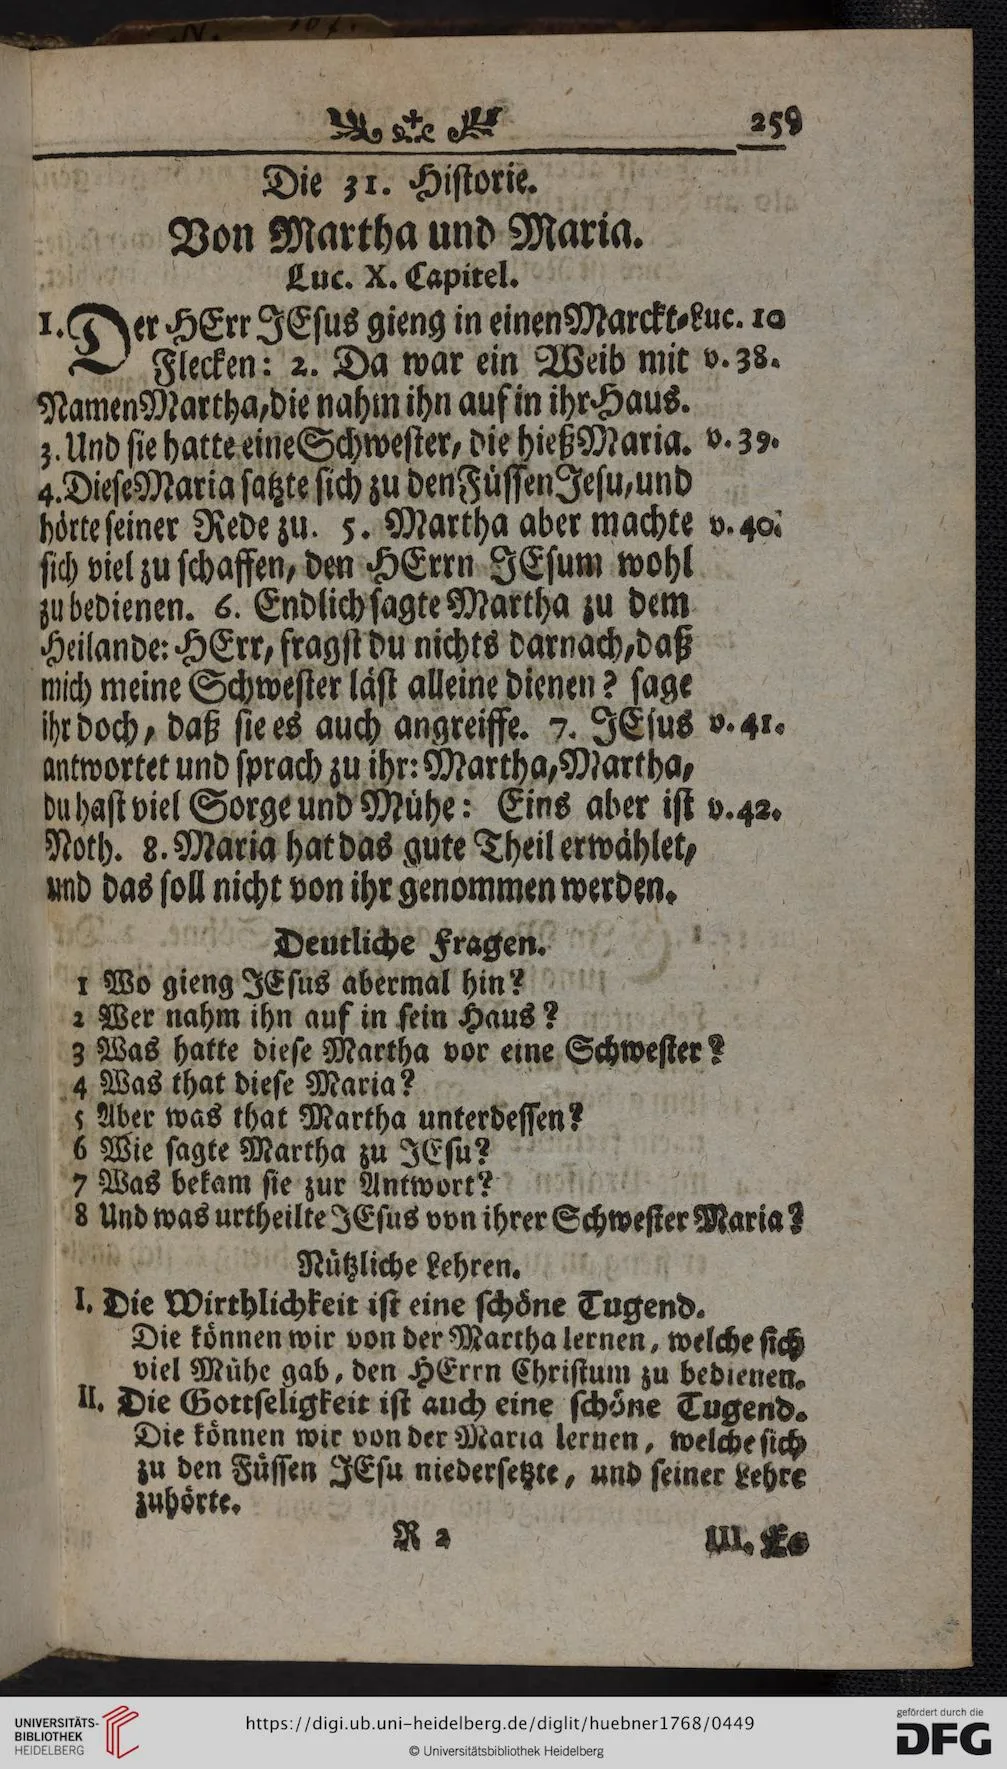 259
Die 31. Historie.
Von Martha und Maria.
Luc. X. Capitel.
1. Der HErr JEsus gieng in einen Marckt- Luc. 10
Flecken: 2. Da war ein Weib mit v. 38.
Namen Martha, die nahm ihn auf in ihr Haus.
3. Und sie hatte eine Schwester, die hieß Maria. v. 39.
4. Diese Maria satzte sich zu den Füssen Jesu, und
hörte seiner Rede zu. 5. Martha aber machte v. 40.
sich viel zu schaffen, den HErrn JEsum wohl
zu bedienen. 6. Endlich sagte Martha zu dem
Heilande: HErr, fragst du nichts darnach, daß
mich meine Schwester läst alleine dienen? sage
ihr doch, daß sie es auch angreiffe. 7. JEsus v. 41.
antwortet und sprach zu ihr: Martha, Martha,
du hast viel Sorge und Mühe: Eins aber ist v. 42.
Noth. 8. Maria hat das gute Theil erwählet,
und das soll nicht von ihr genommen werden.
Deutliche Fragen.
1 Wo gieng JEsus abermal hin?
2 Wer nahm ihn auf in sein Haus?
3 Was hatte diese Martha vor eine Schwester?
4 Was that diese Maria?
5 Aber was that Martha unterdessen?
6 Wie sagte Martha zu JEsu?
7 Was bekam sie zur Antwort?
8 Und was urtheilte JEsus von ihrer Schwester Maria?
Nützliche Lehren.
I. Die Wirthlichkeit ist eine schöne Tugend.
Die können wir von der Martha lernen, welche sich
viel Mühe gab, den HErrn Christum zu bedienen.
II. Die Gottseligkeit ist auch eine schöne Tugend.
Die können wir von der Maria lernen, welche sich
zu den Füssen JEsu niedersetzte, und seiner Lehre
zuhörte.
R 2 III. Es
UNIVERSITÄTS-
BIBLIOTHEK
HEIDELBERG
https://digi.ub.uni-heidelberg.de/diglit/huebner1768/0449
© Universitätsbibliothek Heidelberg
gefördert durch die
DFG